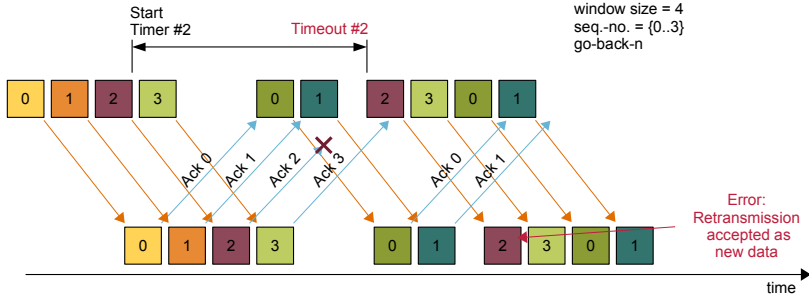 Start
Timer #2
Timeout #2
window size = 4
seq.-no. = {0..3}
go-back-n
0 1 2 3 0 1 2 3 0 1
Ack 0 Ack 1 Ack 2 Ack 3 Ack 0 Ack 1
0 1 2 3 0 1 2 3 0 1
Error:
Retransmission
accepted as
new data
time